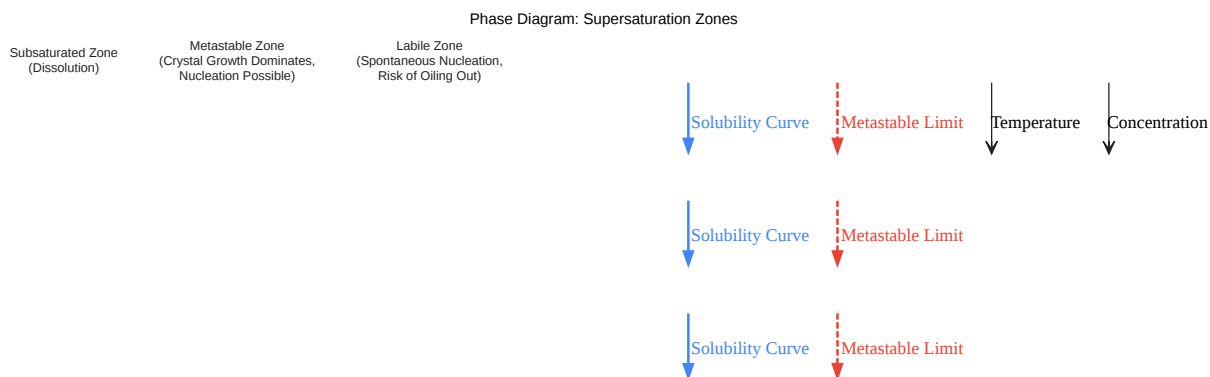 Phase Diagram: Supersaturation Zones
Subsaturated Zone
(Dissolution)
Metastable Zone
(Crystal Growth Dominates,
Nucleation Possible)
Labile Zone
(Spontaneous Nucleation,
Risk of Oiling Out)
Solubility Curve
Metastable Limit
Temperature
Concentration
Solubility Curve
Metastable Limit
Solubility Curve
Metastable Limit